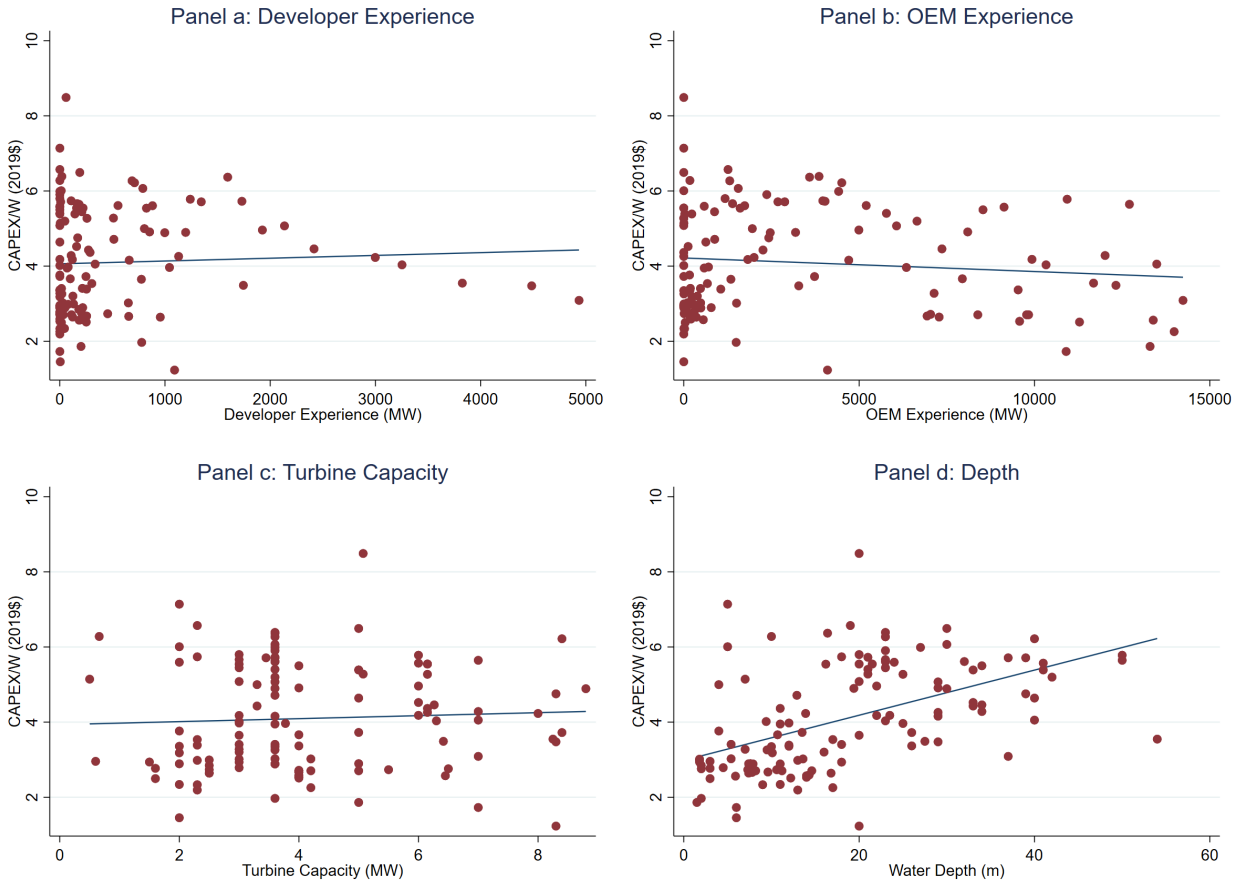 Panel a: Developer Experience
CAPEX/W (2019$)
10
8
6
4
2
0 1000 2000 3000 4000 5000
Developer Experience (MW)
Panel b: OEM Experience
CAPEX/W (2019$)
10
8
6
4
2
0 5000 10000 15000
OEM Experience (MW)
Panel c: Turbine Capacity
CAPEX/W (2019$)
10
8
6
4
2
0 2 4 6 8
Turbine Capacity (MW)
Panel d: Depth
CAPEX/W (2019$)
10
8
6
4
2
0 20 40 60
Water Depth (m)